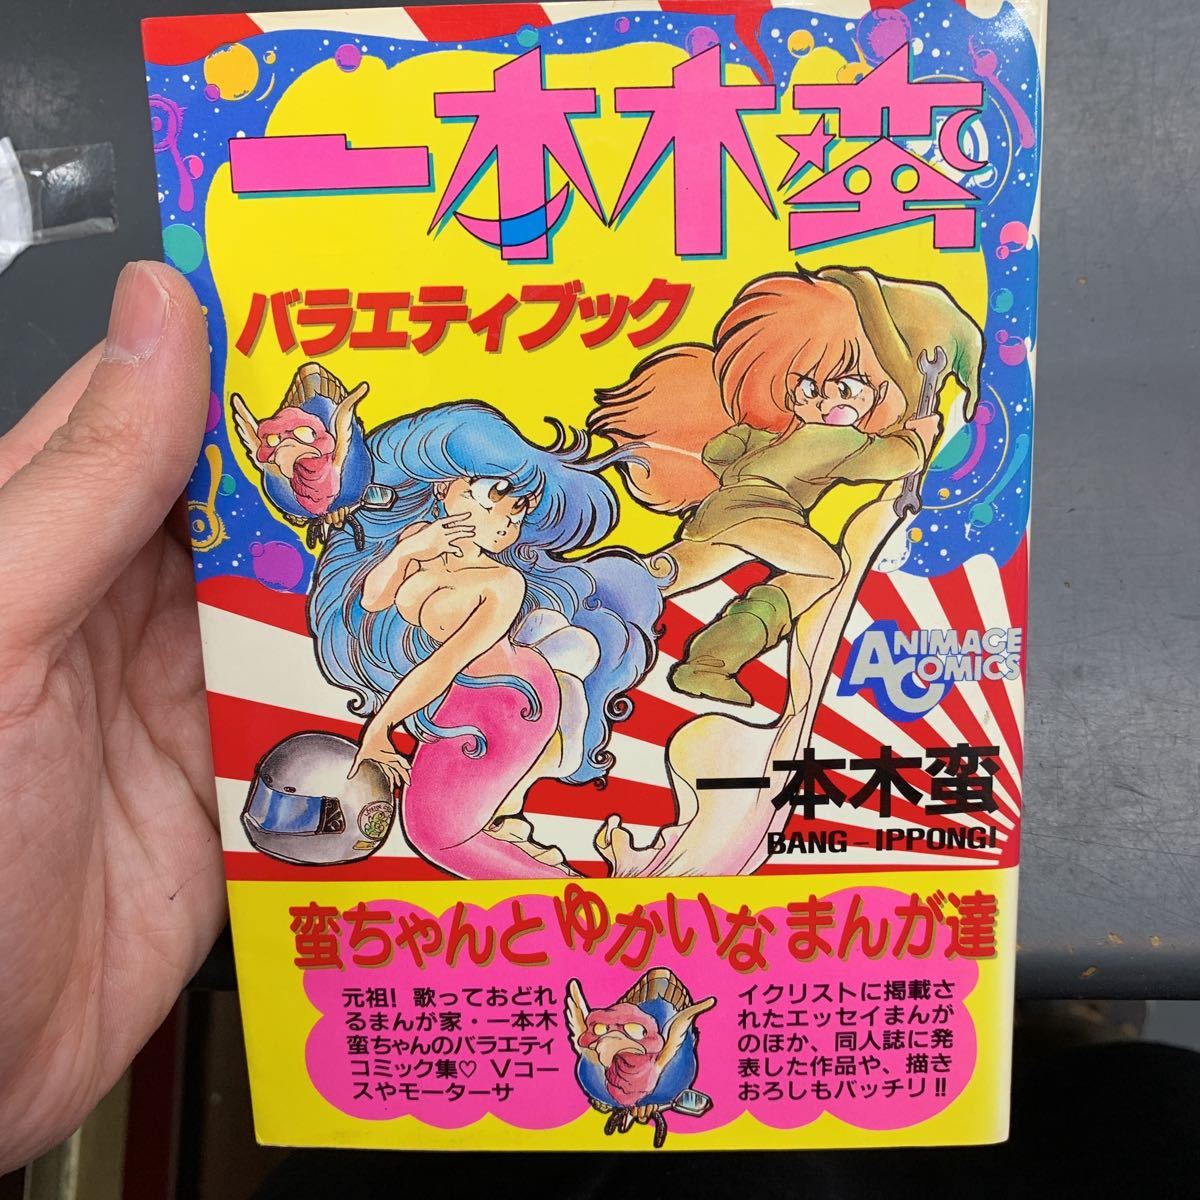 一本木蛮
バラエティブック
ANIMAGE
COMICS
一本木蛮
BANG-IPPONGI
蛮ちゃんとゆかいなまんが達
元祖！歌っておどれ
るまんが家・一本木
蛮ちゃんのバラエティ
コミック集♡ Vコー
スやモーターサ
イクリストに掲載さ
れたエッセイまんが
のほか、同人誌に発
表した作品や、描き
おろしもバッチリ!!